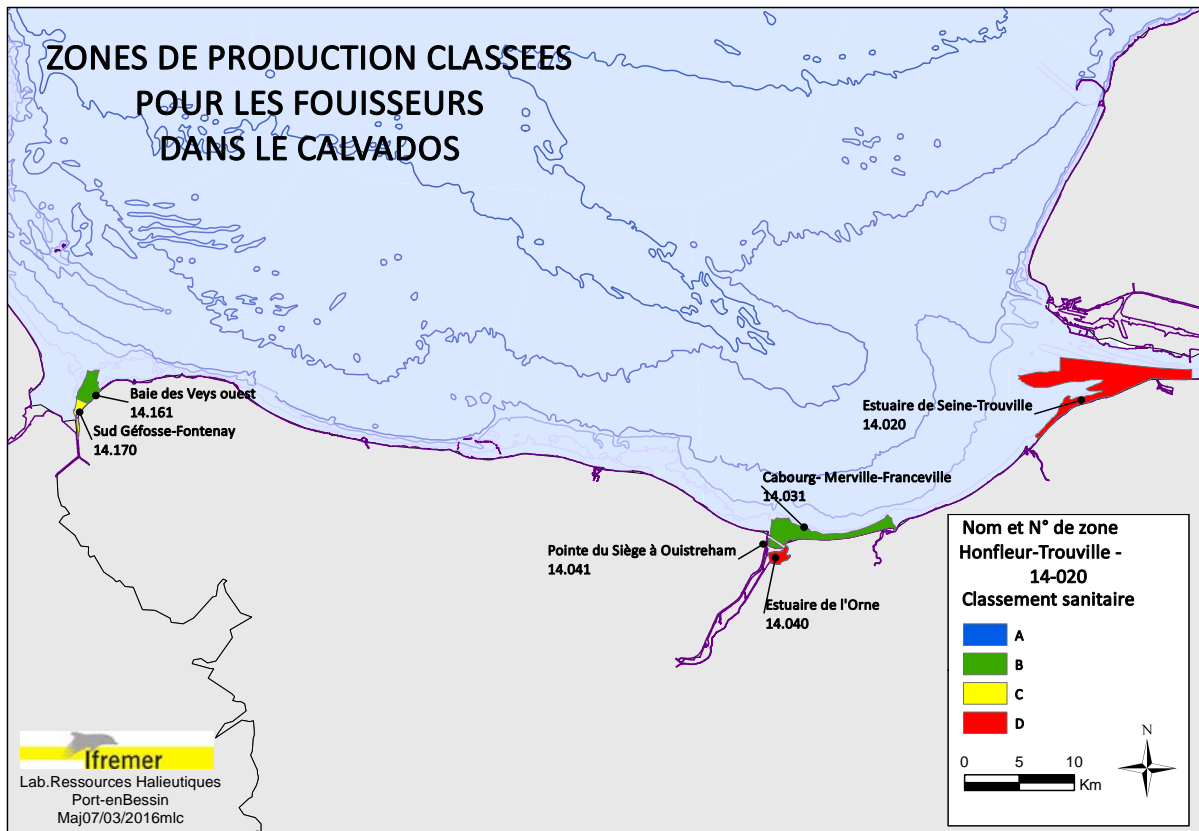 ZONES DE PRODUCTION CLASSEES
POUR LES FOUISSEURS
DANS LE CALVADOS
Baie des Veys ouest
14.161
Sud Géfosse-Fontenay
14.170
Estuaire de Seine-Trouville
14.020
Cabourg- Merville-Franceville
14.031
Pointe du Siège à Ouistreham
14.041
Estuaire de l'Orne
14.040
Nom et N° de zone
Honfleur-Trouville -
14-020
Classement sanitaire
A
B
C
D
N
0 5 10
Km
Ifremer
Lab.Ressources Halieutiques
Port-enBessin
Maj07/03/2016mlc